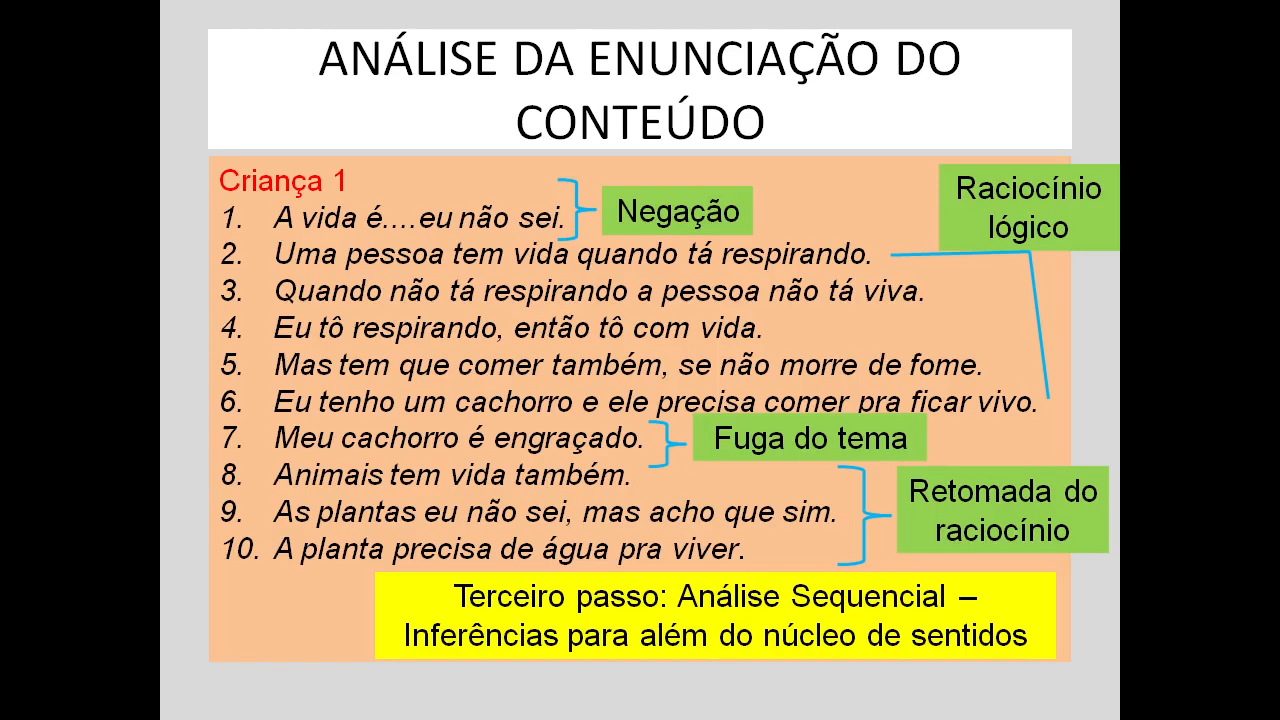 ANÁLISE DA ENUNCIAÇÃO DO
CONTEÚDO
Criança 1
1. A vida é....eu não sei.
Negação
Raciocínio
lógico
2. Uma pessoa tem vida quando tá respirando.
3. Quando não tá respirando a pessoa não tá viva.
4. Eu tô respirando, então tô com vida.
5. Mas tem que comer também, se não morre de fome.
6. Eu tenho um cachorro e ele precisa comer pra ficar vivo.
7. Meu cachorro é engraçado.
Fuga do tema
8. Animais tem vida também.
9. As plantas eu não sei, mas acho que sim.
10. A planta precisa de água pra viver.
Retomada do
raciocínio
Terceiro passo: Análise Sequencial –
Inferências para além do núcleo de sentidos